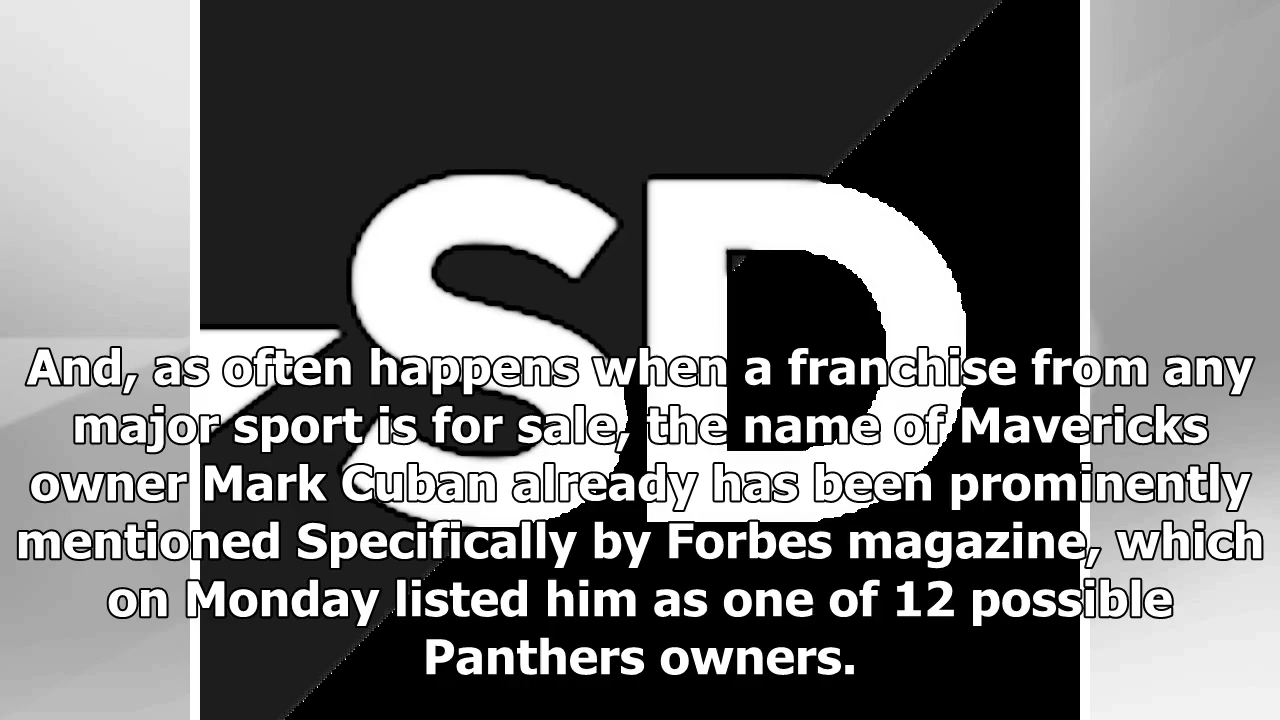 SD
And, as often happens when a franchise from any
major sport is for sale, the name of Mavericks
owner Mark Cuban already has been prominently
mentioned Specifically by Forbes magazine, which
on Monday listed him as one of 12 possible
Panthers owners.